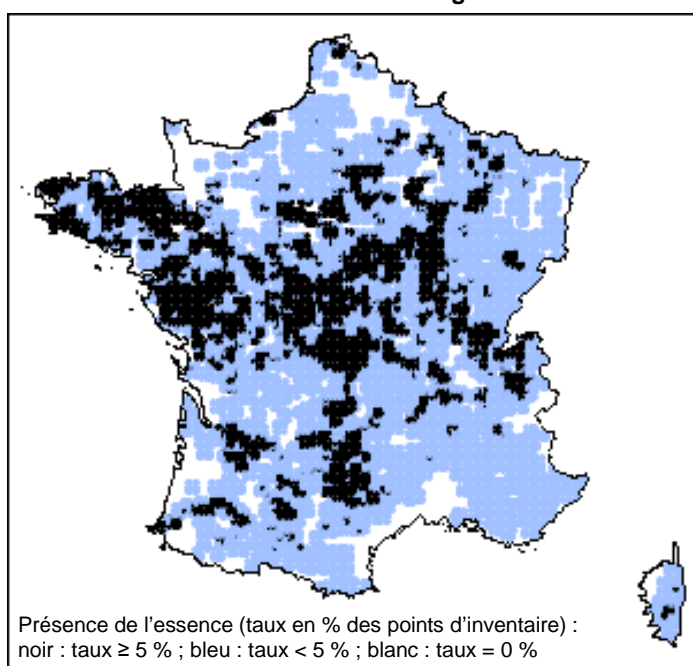 Présence de l'essence (taux en % des points d'inventaire) :
noir : taux ≥ 5 % ; bleu : taux < 5 % ; blanc : taux = 0 %